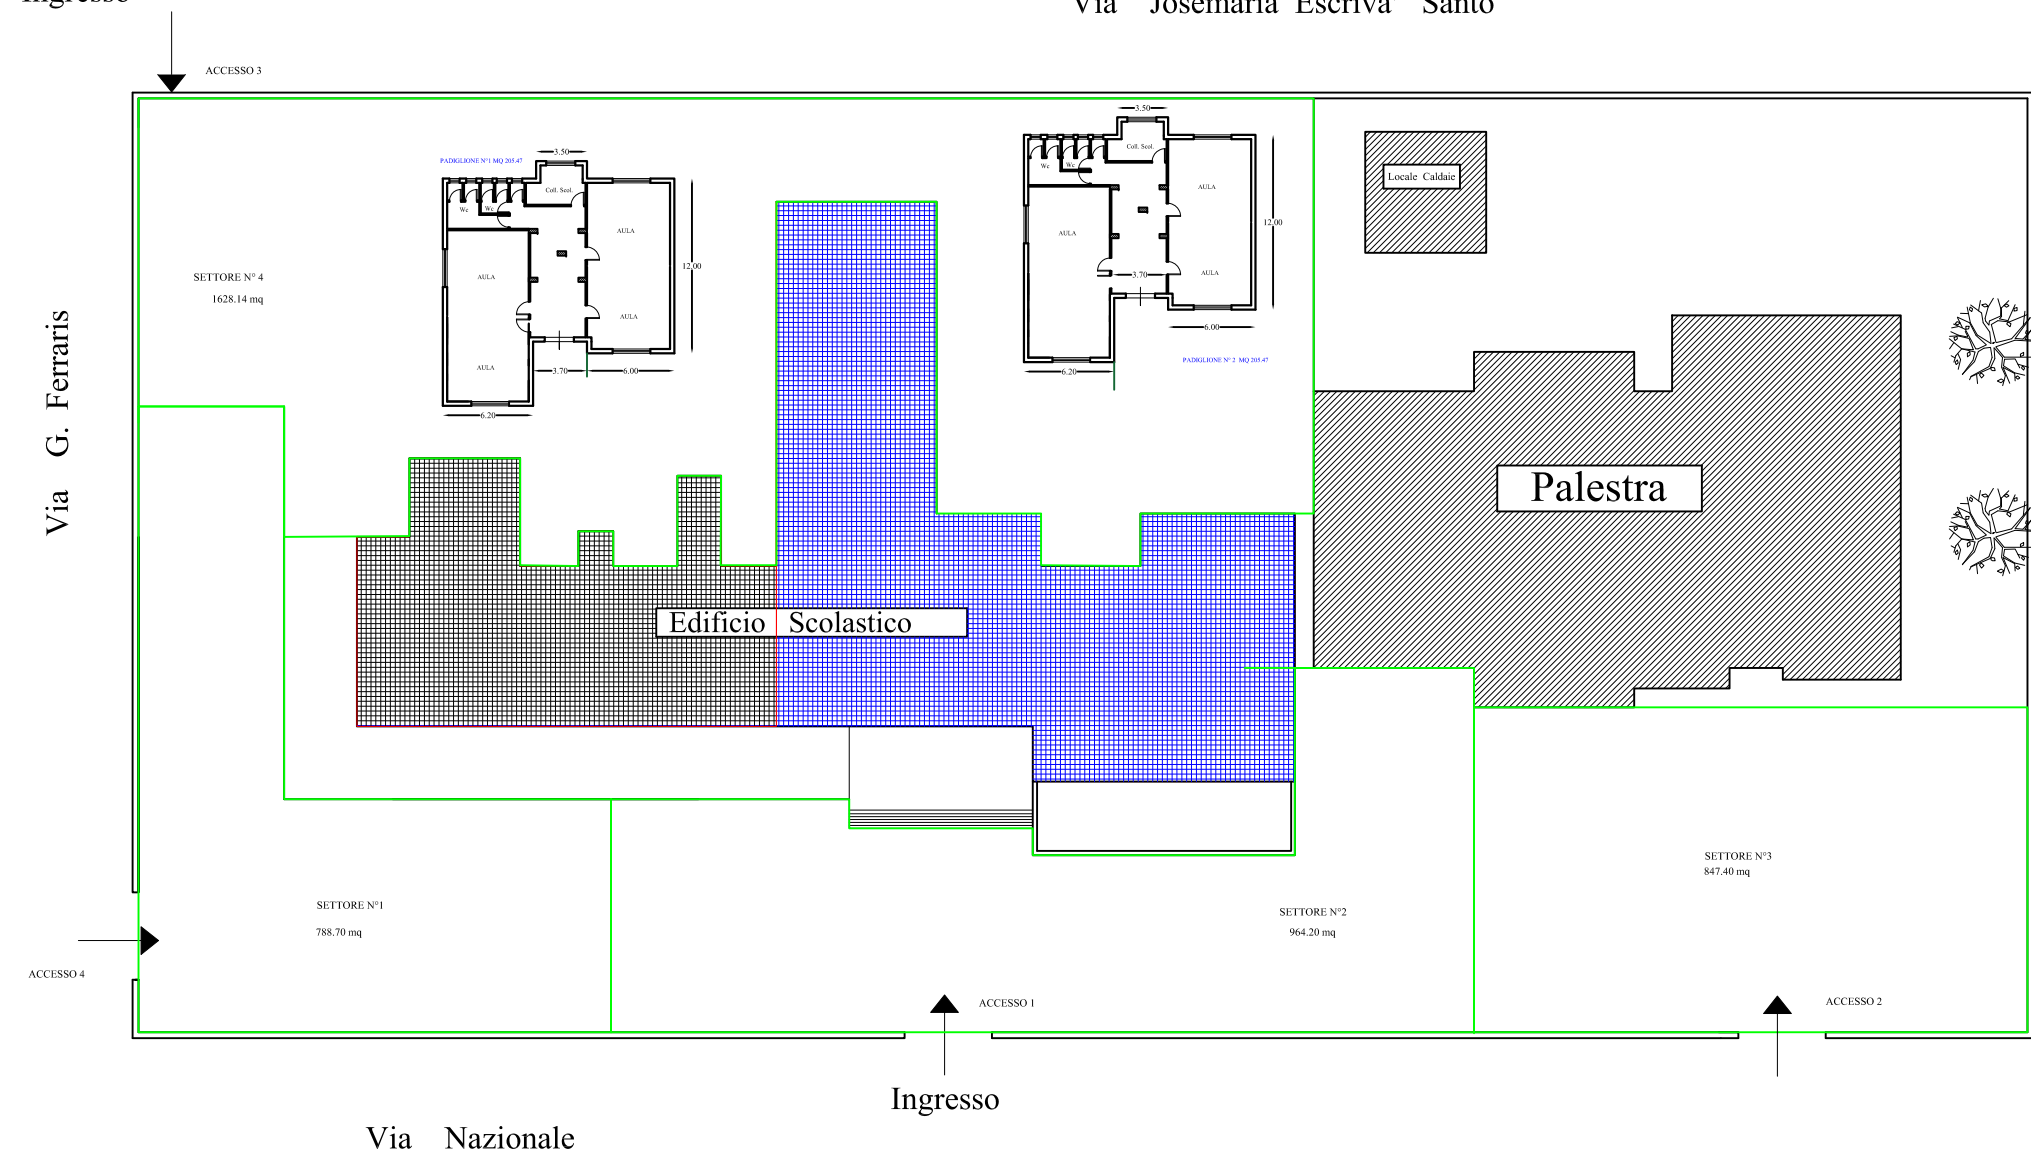 Ingresso
Via Josemaria Escriva' Santo
ACCESSO 3
3.50
Coll. Scol.
Wc
Wc
AULA
AULA
AULA
12.00
3.70
6.00
PADIGLIONE N° 2 MQ 205.47
6.20
Locale Caldaie
PADIGLIONE N°1 MQ 205.47
3.50
Coll. Scol.
Wc
Wc
AULA
AULA
AULA
AULA
12.00
3.70
6.00
6.20
SETTORE N° 4
1628.14 mq
Via G. Ferraris
Palestra
Edificio Scolastico
SETTORE N°3
847.40 mq
SETTORE N°1
788.70 mq
SETTORE N°2
964.20 mq
ACCESSO 4
ACCESSO 1
ACCESSO 2
Ingresso
Via Nazionale